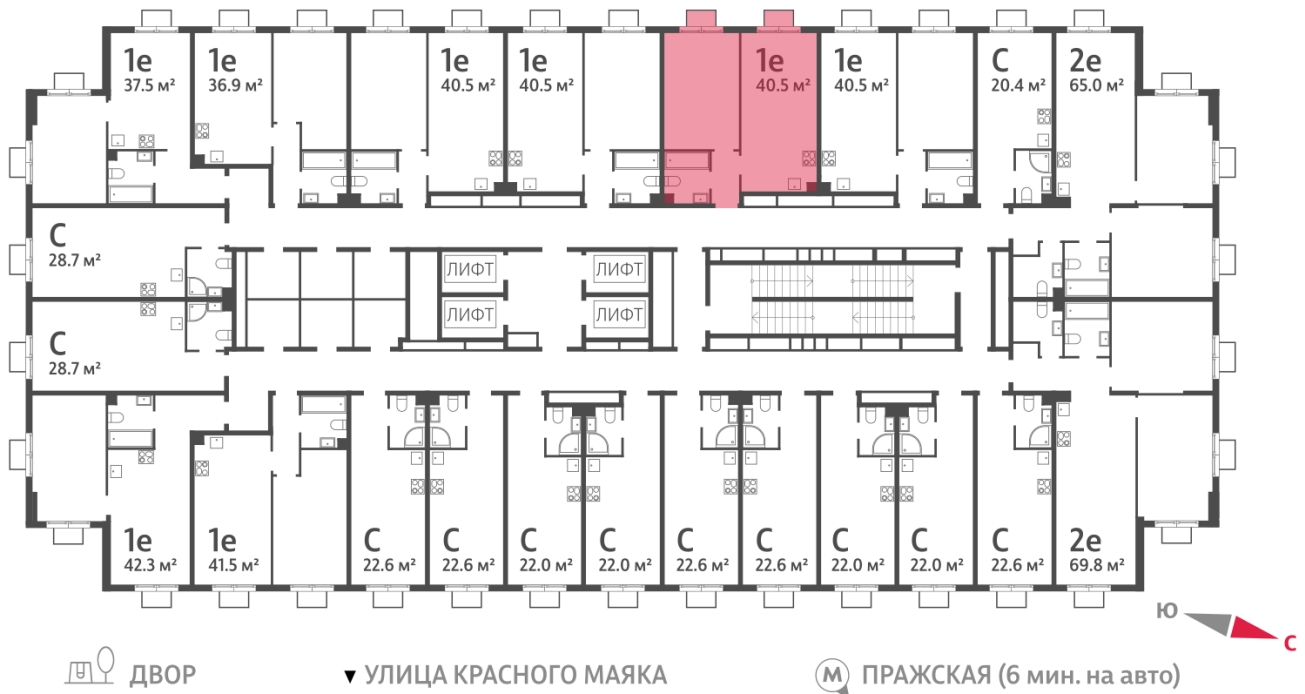 1е
37.5 м²
1е
36.9 м²
1е
40.5 м²
1е
40.5 м²
1е
40.5 м²
1е
40.5 м²
С
20.4 м²
2е
65.0 м²
С
28.7 м²
ЛИФТ
ЛИФТ
ЛИФТ
ЛИФТ
С
28.7 м²
1е
42.3 м²
1е
41.5 м²
С
22.6 м²
С
22.6 м²
С
22.0 м²
С
22.0 м²
С
22.6 м²
С
22.6 м²
С
22.0 м²
С
22.0 м²
С
22.6 м²
2е
69.8 м²
Ю
С
ДВОР
УЛИЦА КРАСНОГО МАЯКА
М ПРАЖСКАЯ (6 мин. на авто)